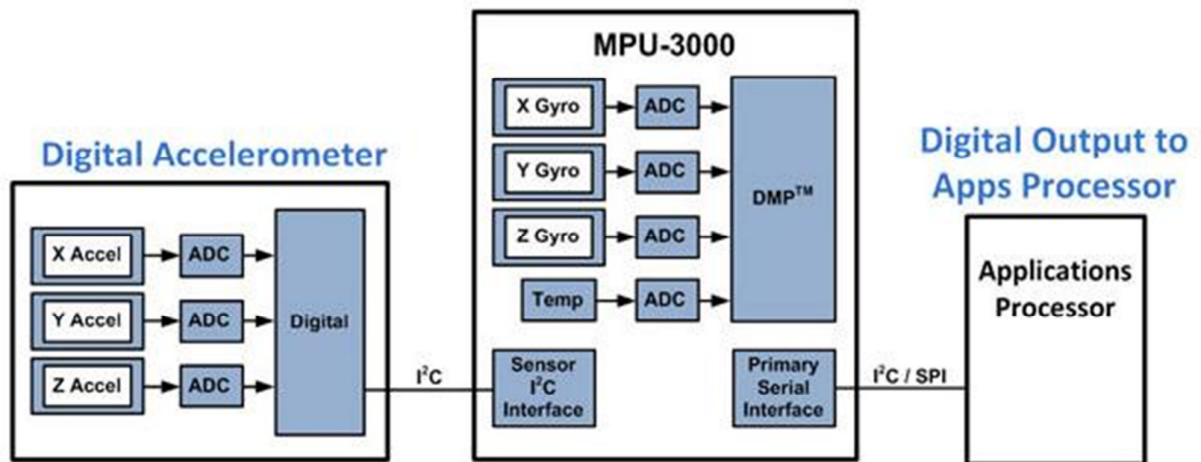 MPU-3000
X Gyro
ADC
Y Gyro
ADC
DMP™
Z Gyro
ADC
Temp
ADC
Sensor
I²C
Interface
Primary
Serial
Interface
Digital Accelerometer
X Accel
ADC
Y Accel
ADC
Digital
Z Accel
ADC
I²C
I²C / SPI
Digital Output to
Apps Processor
Applications
Processor